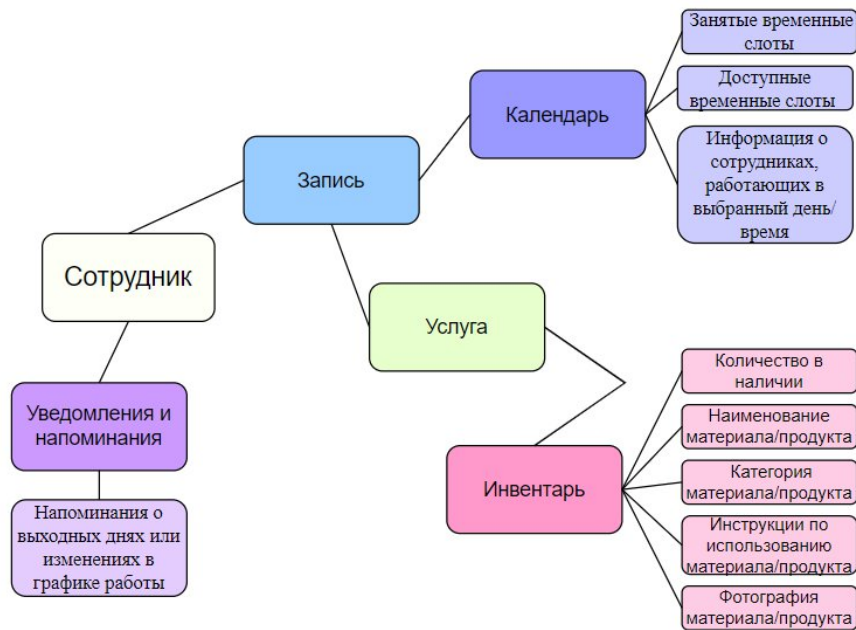 Занятые временные
слоты
Доступные
временные слоты
Календарь
Информация о
сотрудниках,
работающих в
выбранный день/
время
Запись
Сотрудник
Услуга
Уведомления и
напоминания
Напоминания о
выходных днях или
изменениях в
графике работы
Инвентарь
Количество в
наличии
Наименование
материала/продукта
Категория
материала/продукта
Инструкции по
использованию
материала/продукта
Фотография
материала/продукта